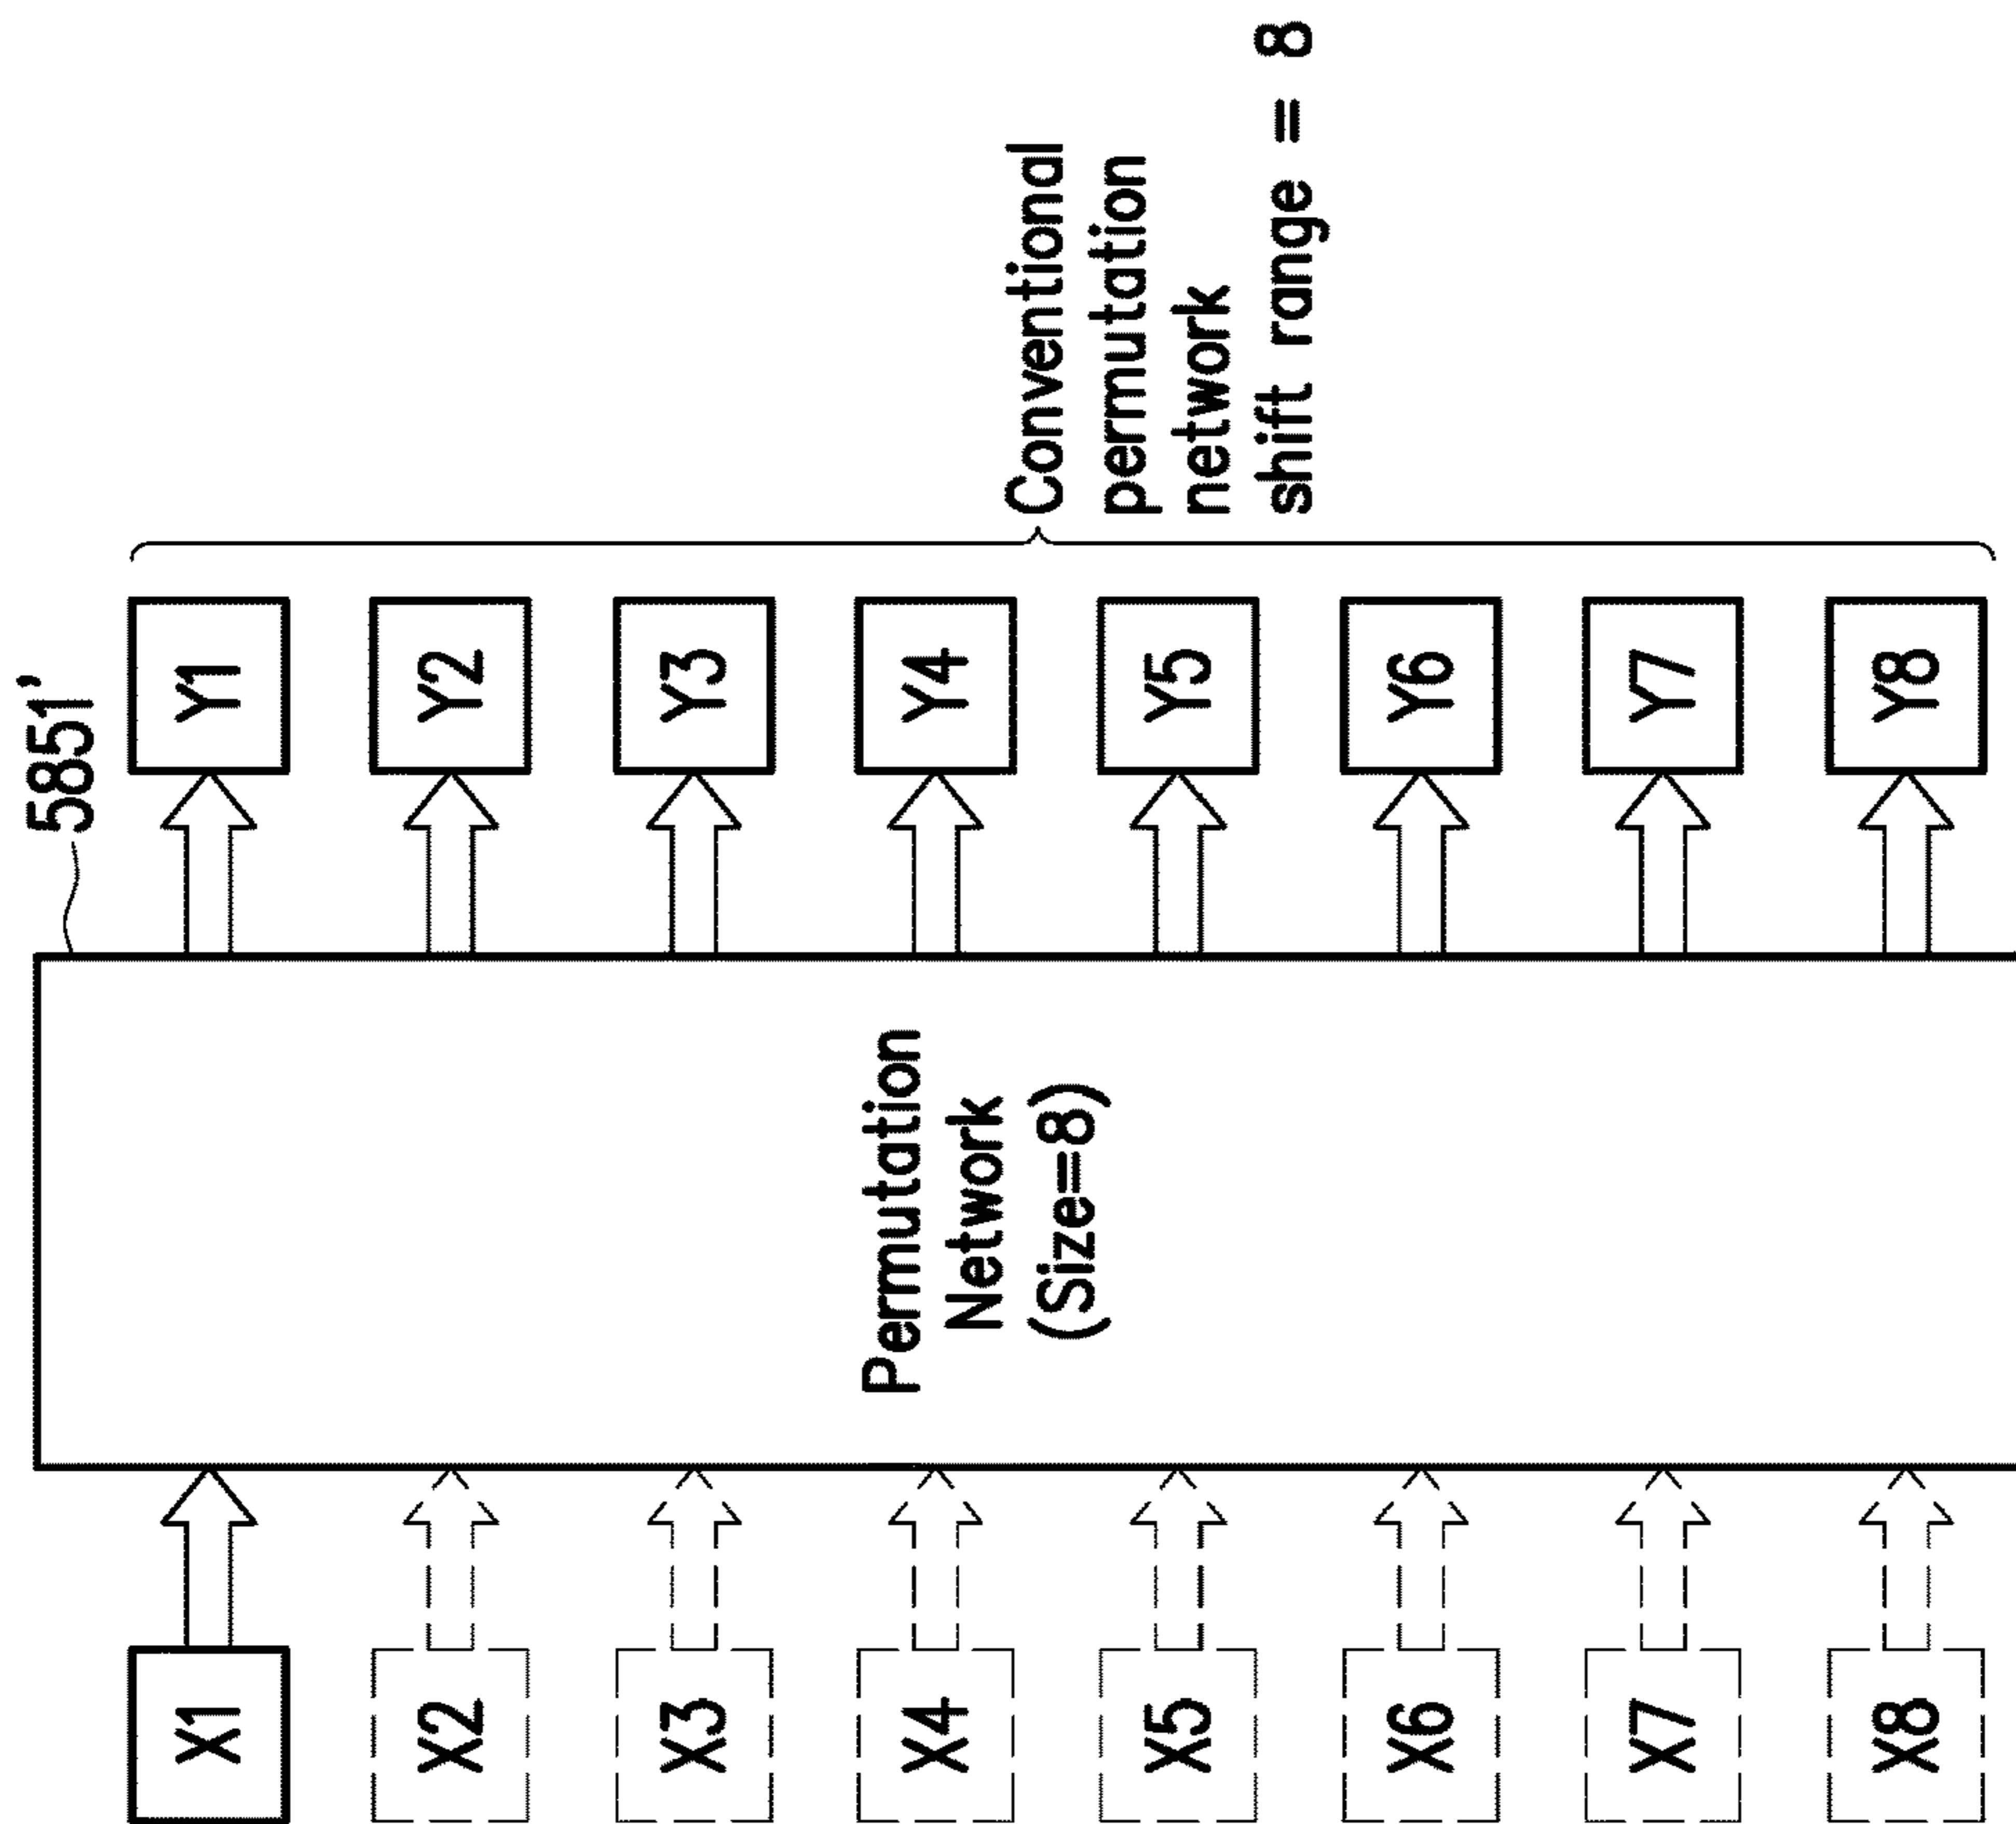 X1
X2
X3
X4
X5
X6
X7
X8
Permutation
Network
(Size=8)
5851'
Y1
Y2
Y3
Y4
Y5
Y6
Y7
Y8
Conventional
permutation
network
shift range = 8